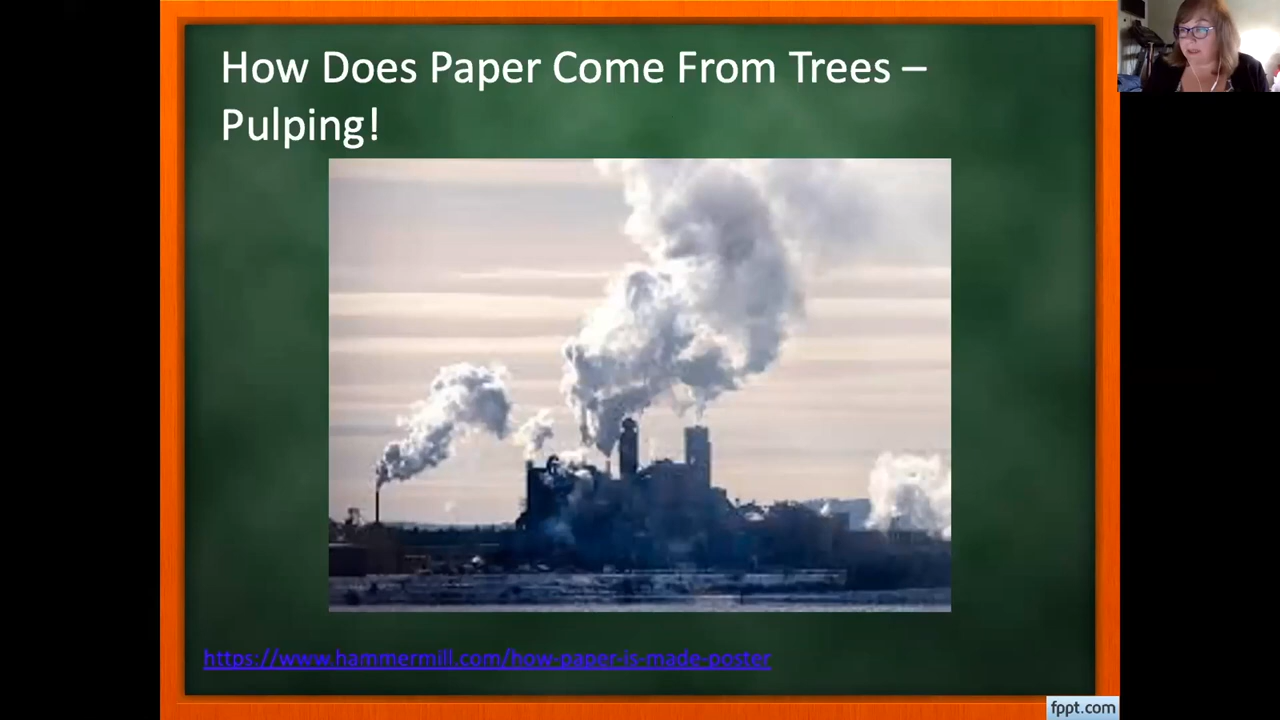 How Does Paper Come From Trees –
Pulping!
https://www.hammermill.com/how-paper-is-made-poster
fppt.com